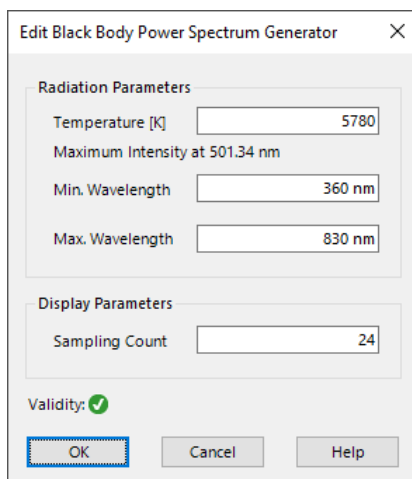 Edit Black Body Power Spectrum Generator
Radiation Parameters
Temperature [K] 5780
Maximum Intensity at 501.34 nm
Min. Wavelength 360 nm
Max. Wavelength 830 nm
Display Parameters
Sampling Count 24
Validity:
OK Cancel Help